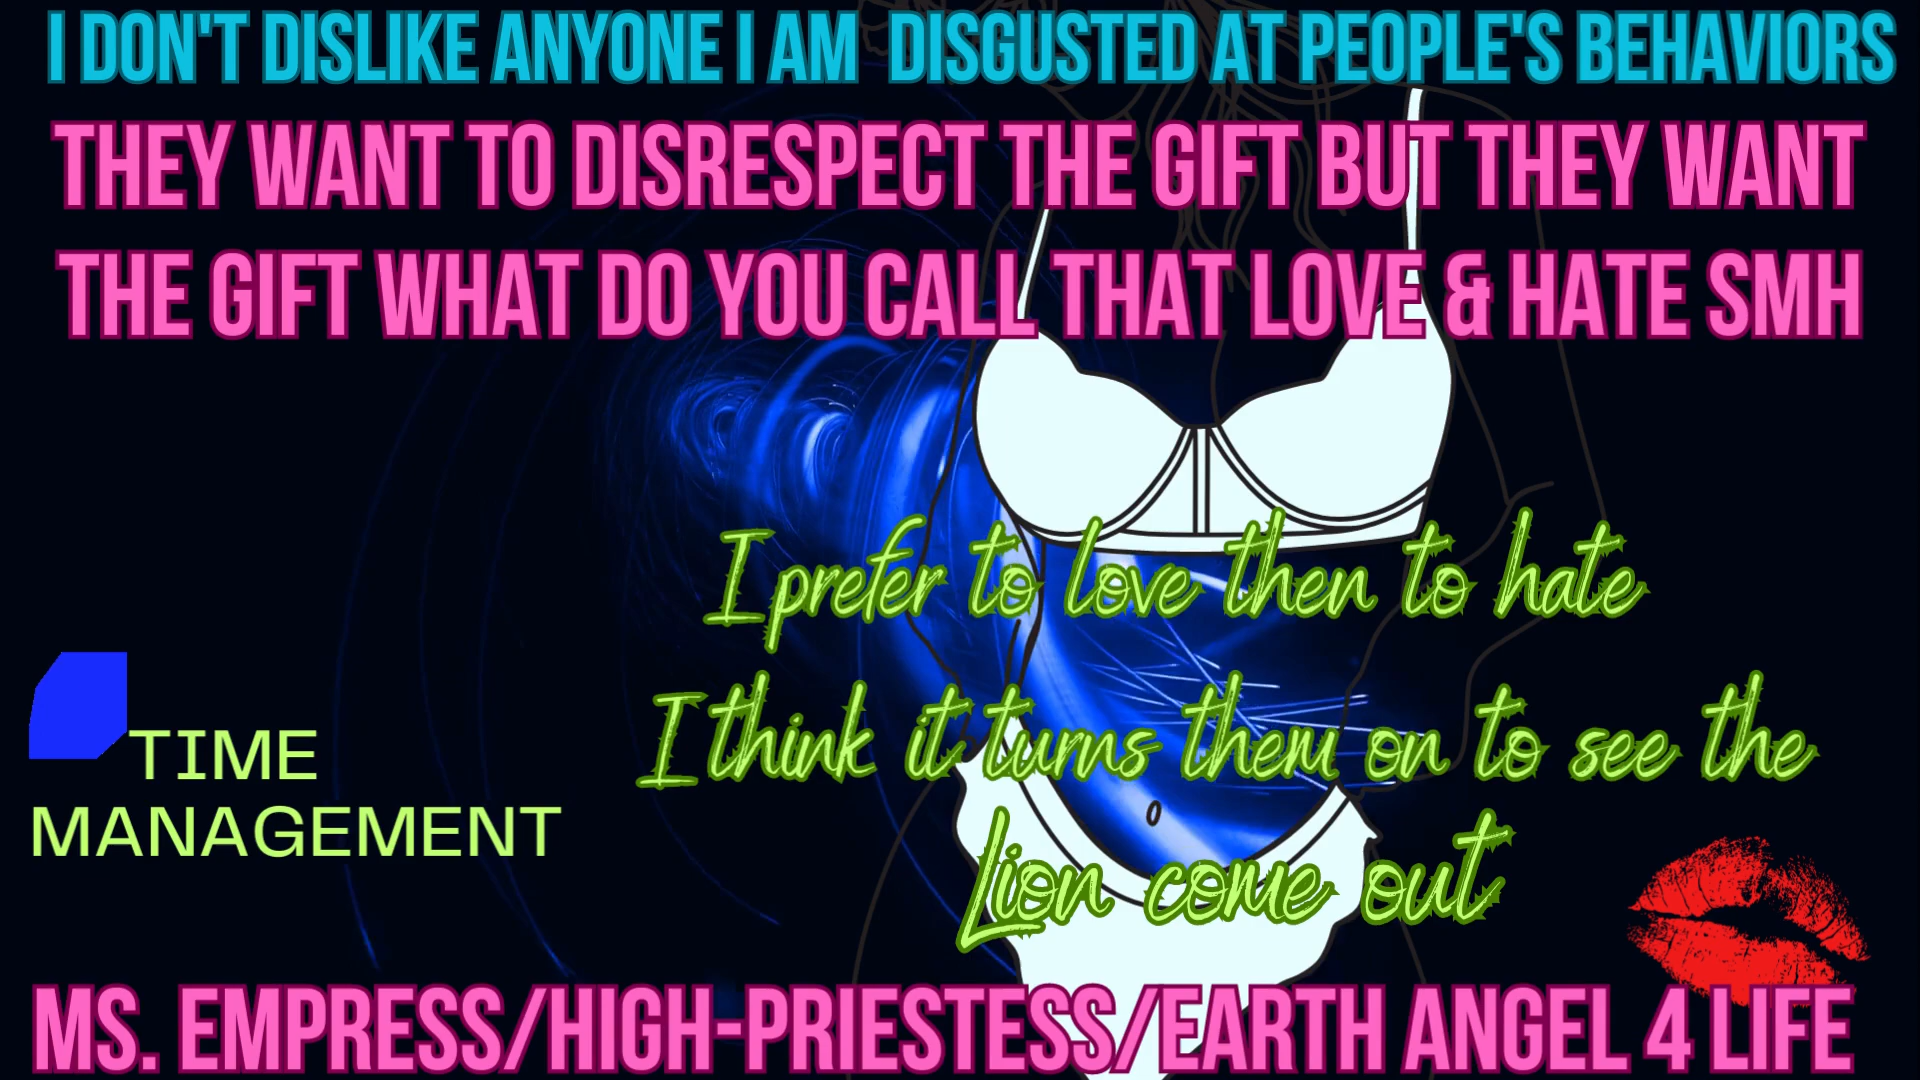 I DON'T DISLIKE ANYONE I AM DISGUSTED AT PEOPLE'S BEHAVIORS
THEY WANT TO DISRESPECT THE GIFT BUT THEY WANT
THE GIFT WHAT DO YOU CALL THAT LOVE & HATE SMH
I prefer to love then to hate
I think it turns them on to see the
Lion come out
TIME
MANAGEMENT
MS. EMPRESS/HIGH-PRIESTESS/EARTH ANGEL 4 LIFE